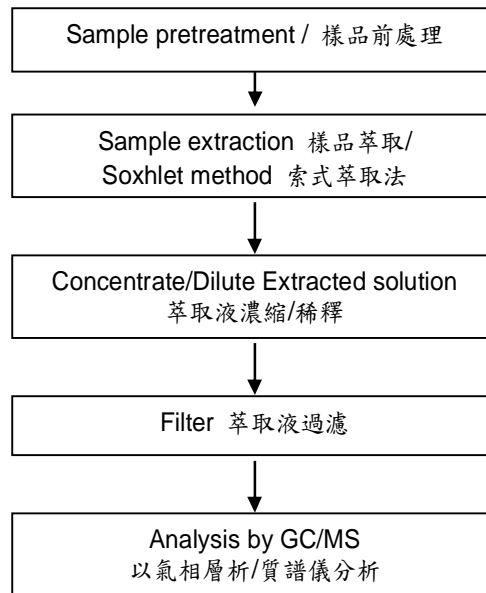 Sample pretreatment / 樣品前處理
Sample extraction 樣品萃取/
Soxhlet method 索式萃取法
Concentrate/Dilute Extracted solution
萃取液濃縮/稀釋
Filter 萃取液過濾
Analysis by GC/MS
以氣相層析/質譜儀分析